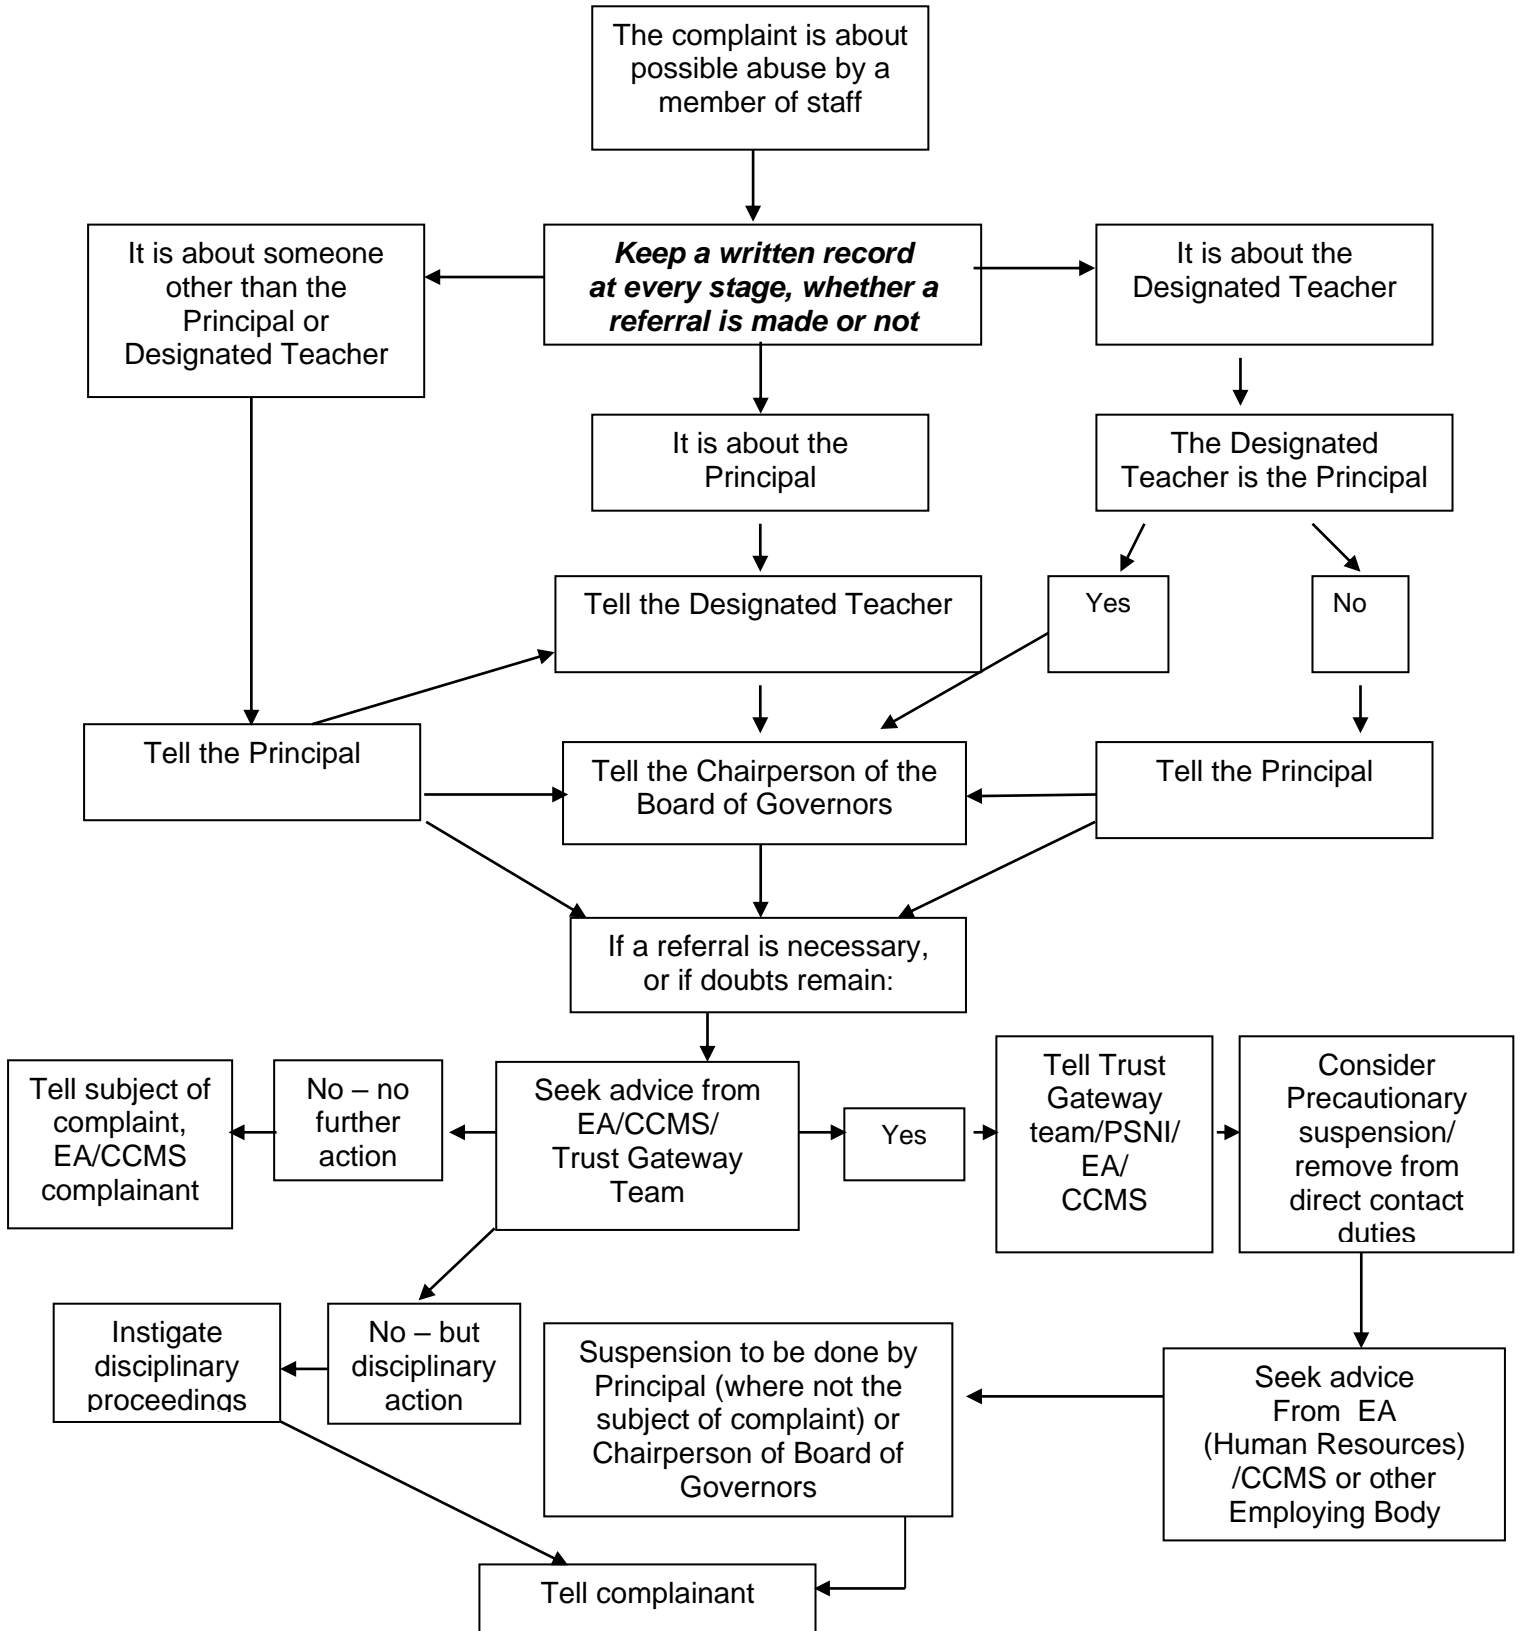 The complaint is about
possible abuse by a
member of staff
It is about someone
other than the
Principal or
Designated Teacher
Keep a written record
at every stage, whether a
referral is made or not
It is about the
Designated Teacher
It is about the
Principal
The Designated
Teacher is the Principal
Tell the Designated Teacher
Yes
No
Tell the Principal
Tell the Chairperson of the
Board of Governors
Tell the Principal
If a referral is necessary,
or if doubts remain:
Tell subject of
complaint,
EA/CCMS
complainant
No – no
further
action
Seek advice from
EA/CCMS/
Trust Gateway
Team
Yes
Tell Trust
Gateway
team/PSNI/
EA/
CCMS
Consider
Precautionary
suspension/
remove from
direct contact
duties
Instigate
disciplinary
proceedings
No – but
disciplinary
action
Suspension to be done by
Principal (where not the
subject of complaint) or
Chairperson of Board of
Governors
Seek advice
From  EA
(Human Resources)
/CCMS or other
Employing Body
Tell complainant